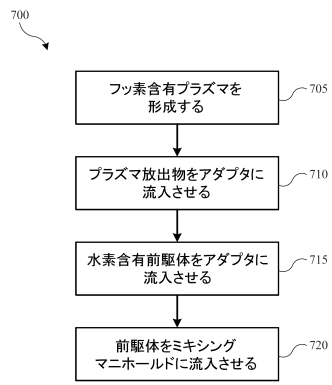 700
フッ素含有プラズマを
形成する
705
プラズマ放出物をアダプタに
流入させる
710
水素含有前駆体をアダプタに
流入させる
715
前駆体をミキシング
マニホールドに流入させる
720